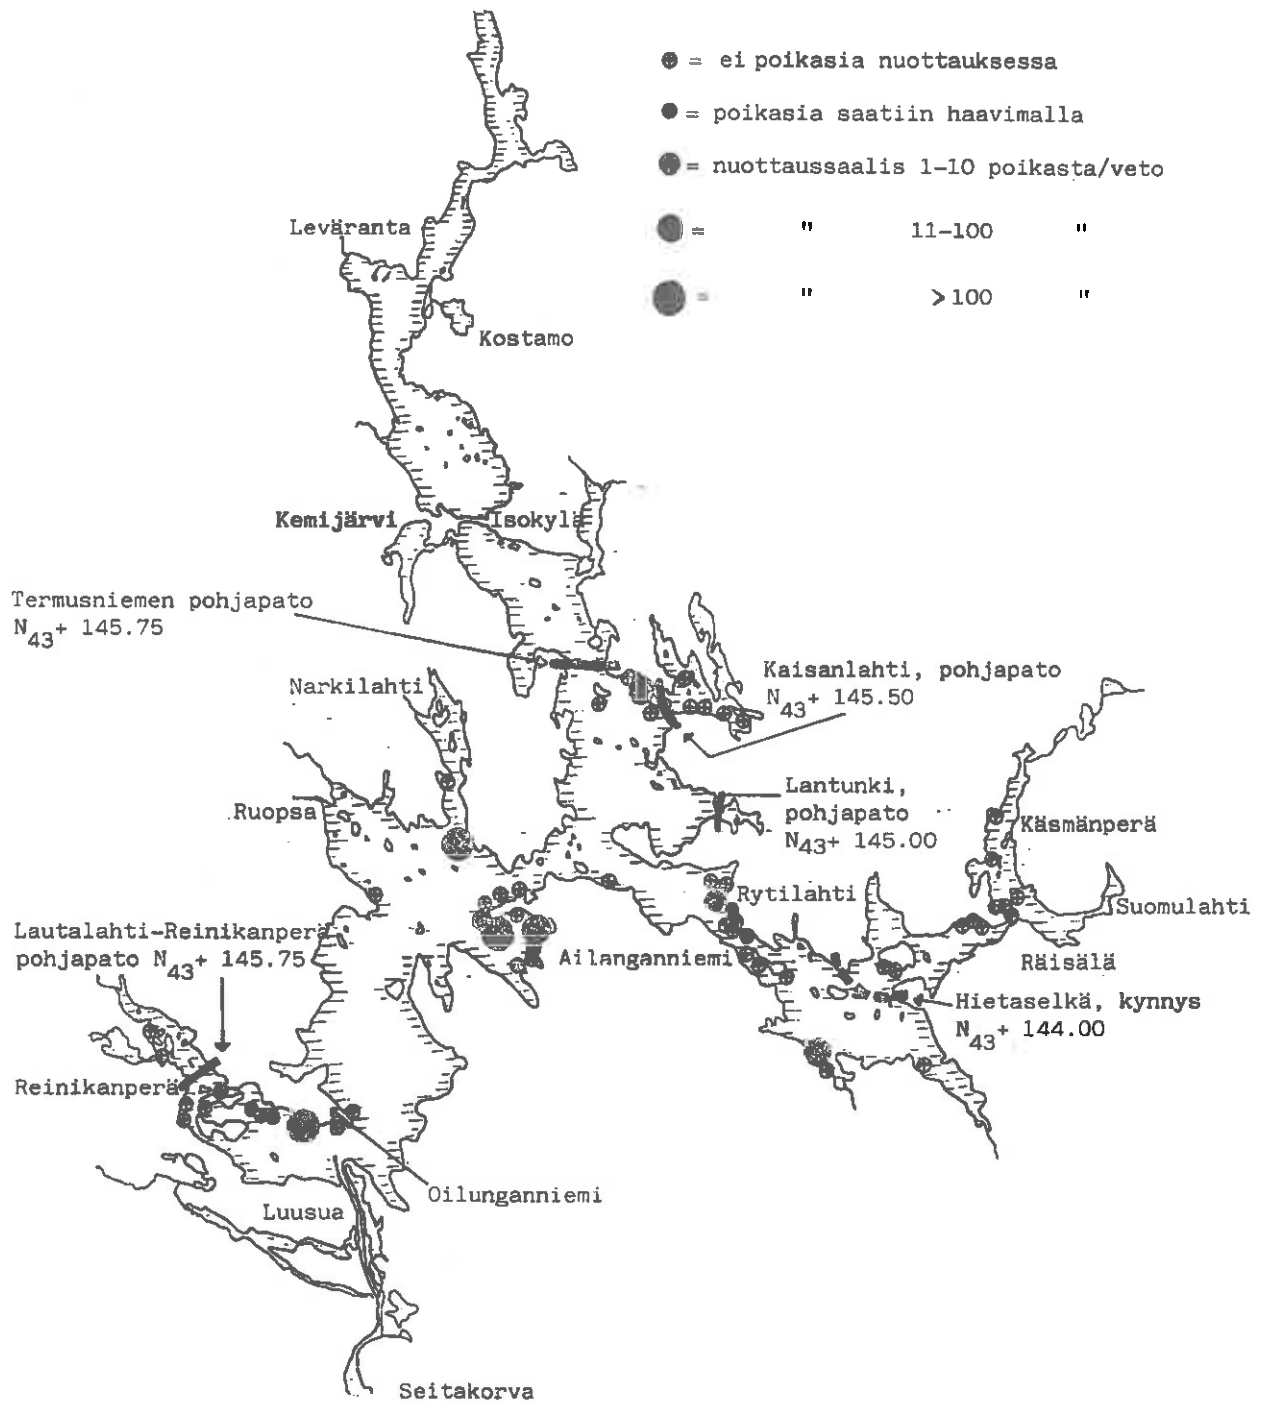 = ei poikasia nuottauksessa
= poikasia saatiin haavimalla
= nuottaussaalis 1-10 poikasta/veto
= " 11-100 "
= " >100 "
Leväranta
Kostamo
Kemijärvi
Isokylä
Termusniemen pohjapato
N43+ 145.75
Narkilahti
Kaisanlahti, pohjapato
N43+ 145.50
Ruopsa
Lantunki,
pohjapato
N43+ 145.00
Käsmänperä
Rytilahti
Suomulahti
Lautalahti-Reinikanperä
pohjapato N43+ 145.75
Ailanganniemi
Räisälä
Hietaselkä, kynnys
N43+ 144.00
Reinikanperä
Oilunganniemi
Luusua
Seitakorva